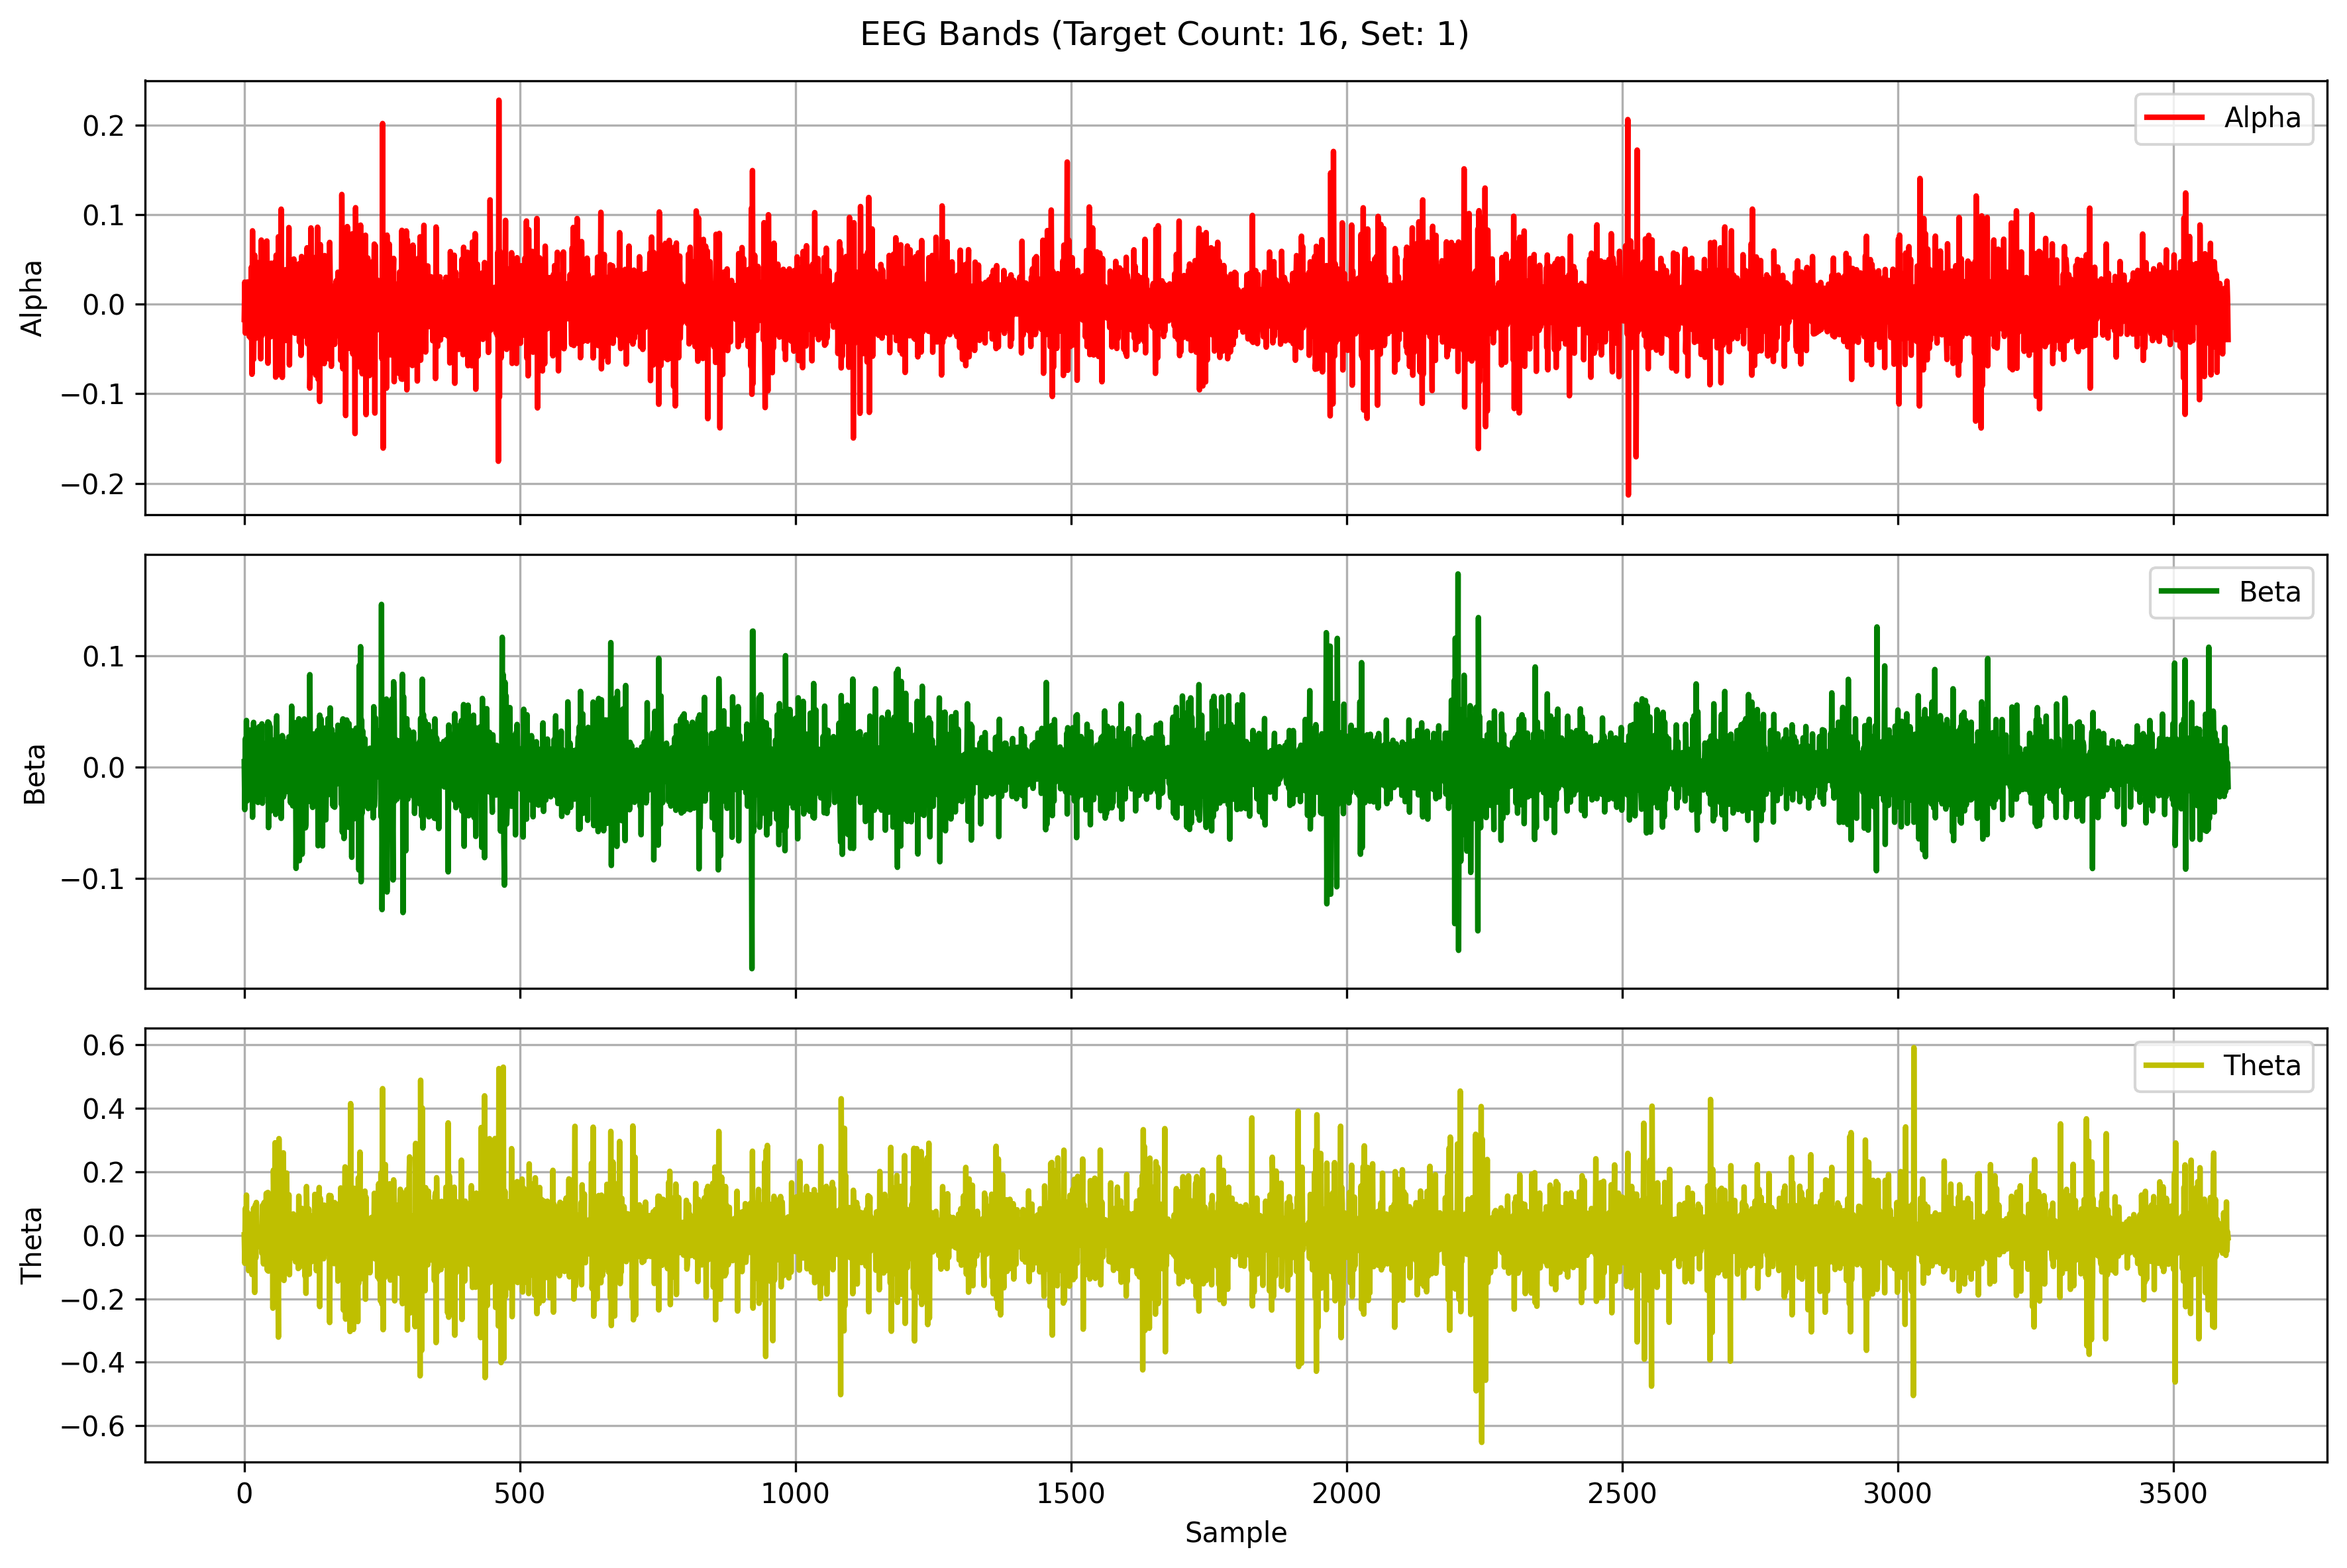 EEG Bands (Target Count: 16, Set: 1)
Alpha
0.2
0.1
0.0
−0.1
−0.2
Alpha
Beta
0.1
0.0
−0.1
Beta
Theta
0.6
0.4
0.2
0.0
−0.2
−0.4
−0.6
Theta
0 500 1000 1500 2000 2500 3000 3500
Sample